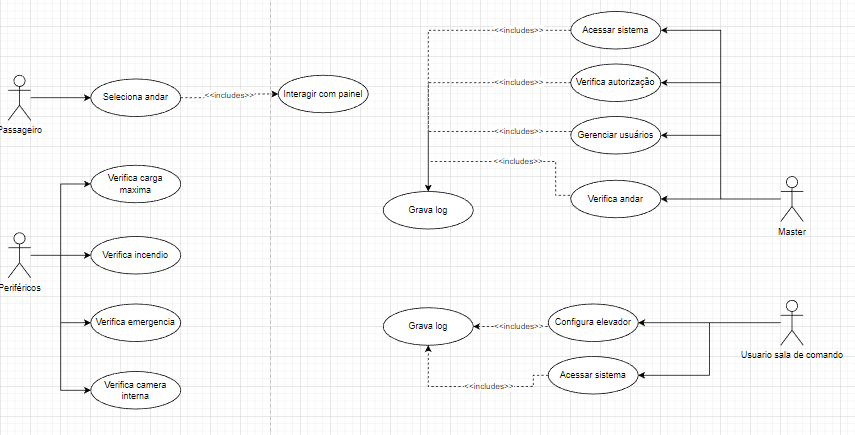 Acessar sistema
<<includes>>
Verifica autorização
<<includes>>
Seleciona andar
<<includes>>
Interagir com painel
Passageiro
Gerenciar usuários
<<includes>>
<<includes>>
Verifica carga
maxima
Verifica andar
Grava log
Master
Verifica incendio
Periféricos
Verifica emergencia
Grava log
<<includes>>
Configura elevador
Usuario sala de comando
Acessar sistema
<<includes>>
Verifica camera
interna